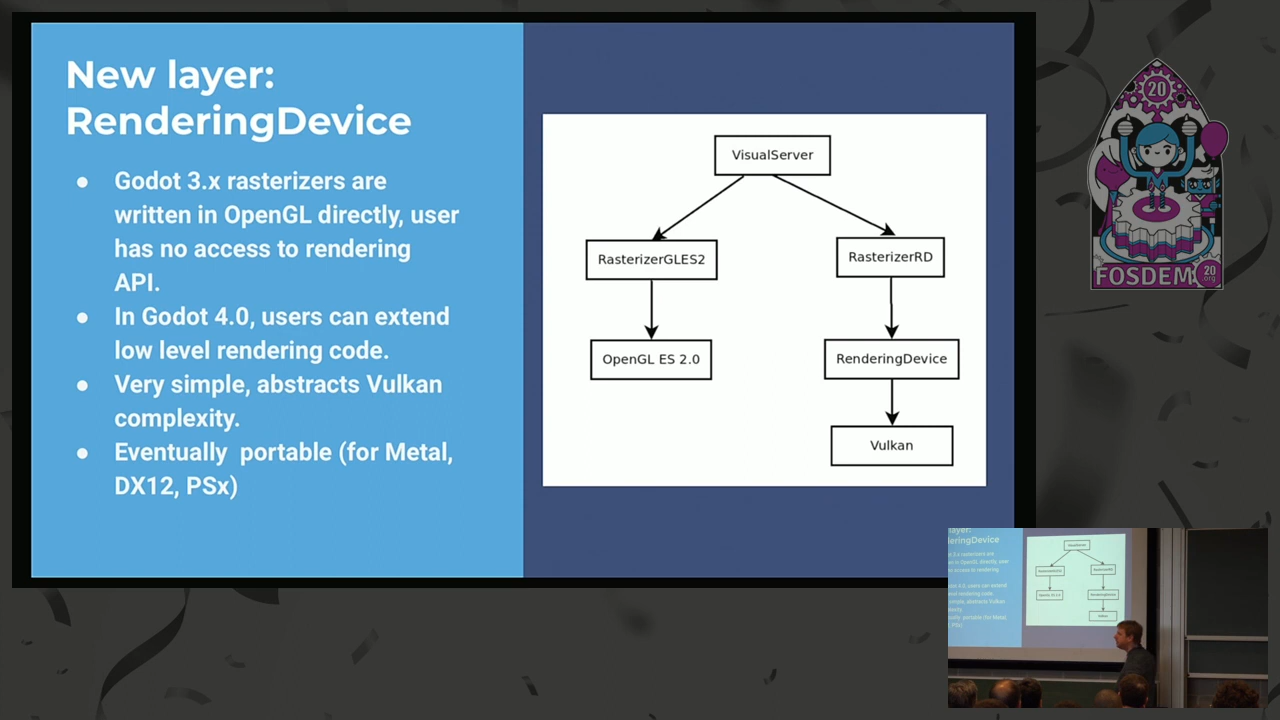 New layer:
RenderingDevice
● Godot 3.x rasterizers are
written in OpenGL directly, user
has no access to rendering
API.
● In Godot 4.0, users can extend
low level rendering code.
● Very simple, abstracts Vulkan
complexity.
● Eventually  portable (for Metal,
DX12, PSx)
VisualServer
RasterizerGLES2
RasterizerRD
OpenGL ES 2.0
RenderingDevice
Vulkan
20
FOSDEM
20
.org